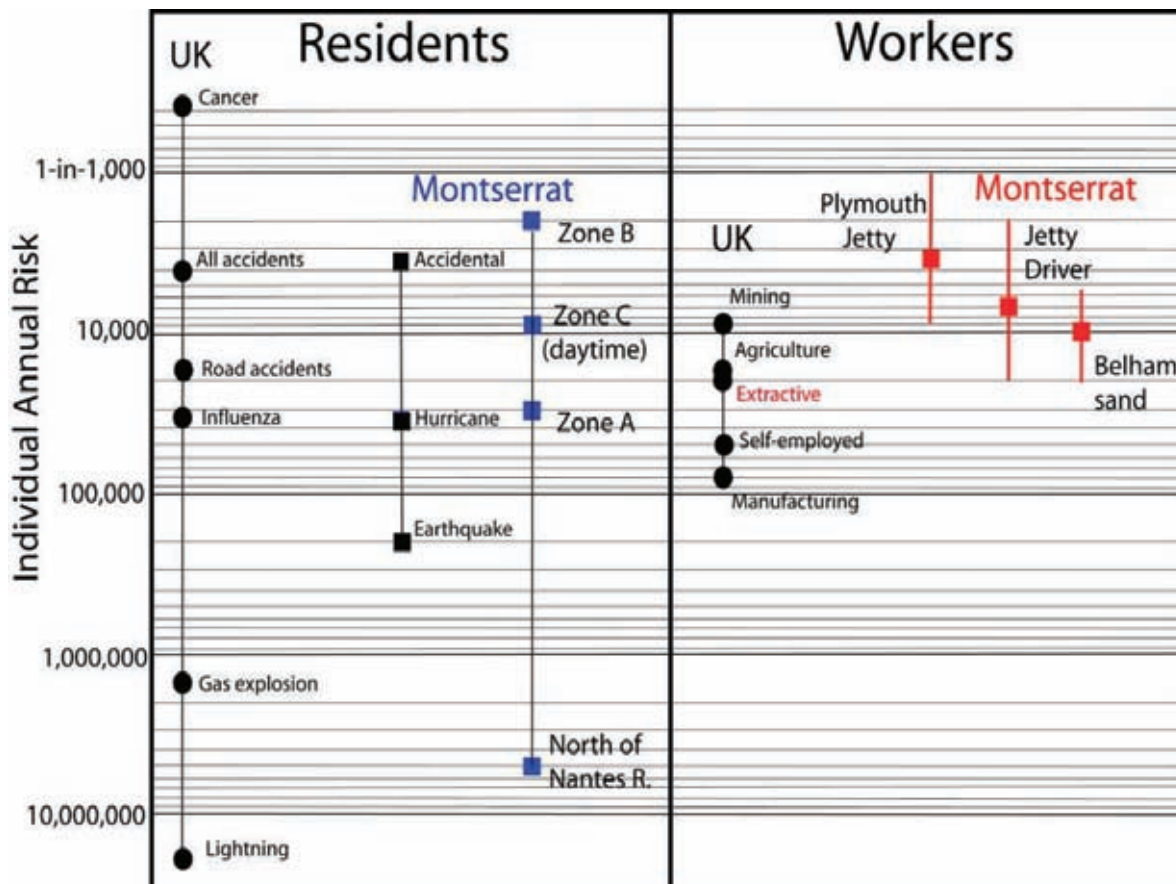 Residents
Workers
UK
Cancer
1-in-1,000
Montserrat
Montserrat
Plymouth
Jetty
Zone B
UK
Jetty
Driver
All accidents
Accidental
Mining
Zone C
(daytime)
10,000
Agriculture
Road accidents
Belham
sand
Extractive
Influenza
Hurricane
Zone A
Self-employed
100,000
Manufacturing
Earthquake
Individual Annual Risk
1,000,000
Gas explosion
North of
Nantes R.
10,000,000
Lightning